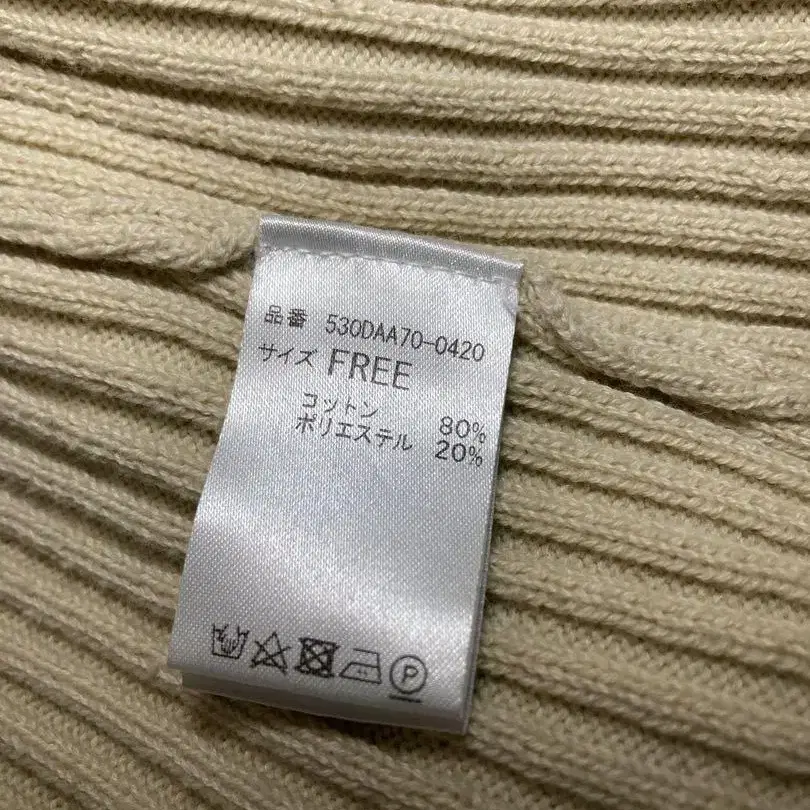 品番 530DAA70-0420
サイズ FREE
コットン 80%
ポリエステル 20%
P